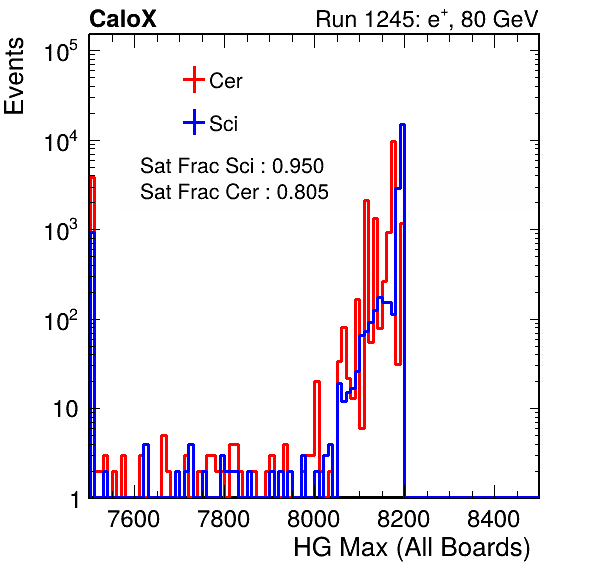 CaloX Run 1245: e⁺, 80 GeV
Events
10⁵
10⁴
10³
10²
10
1
Cer
Sci
Sat Frac Sci : 0.950
Sat Frac Cer : 0.805
7600 7800 8000 8200 8400
HG Max (All Boards)